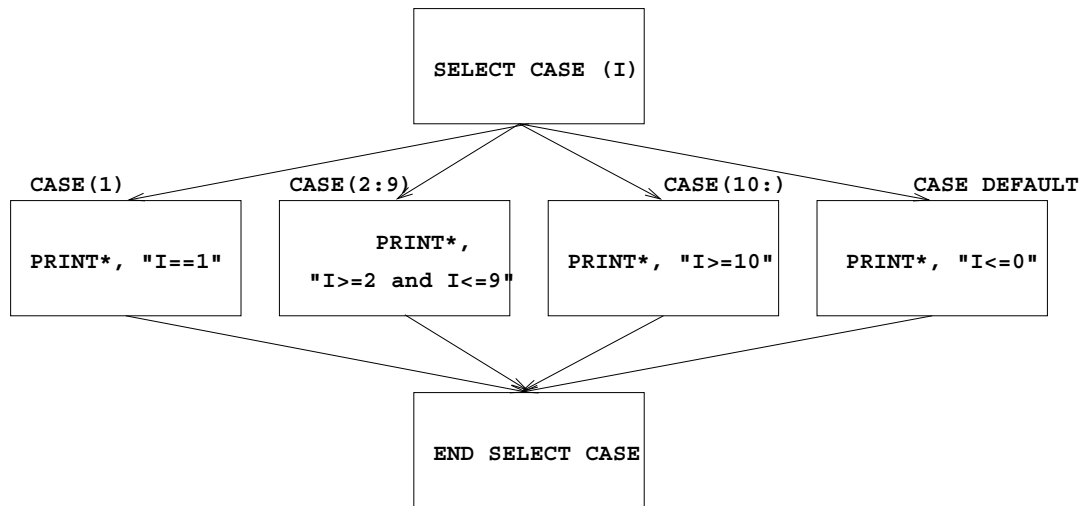 SELECT CASE (I)
CASE(1)
CASE(2:9)
CASE(10:)
CASE DEFAULT
PRINT*, "I==1"
PRINT*,
"I>=2 and I<=9"
PRINT*, "I>=10"
PRINT*, "I<=0"
END SELECT CASE